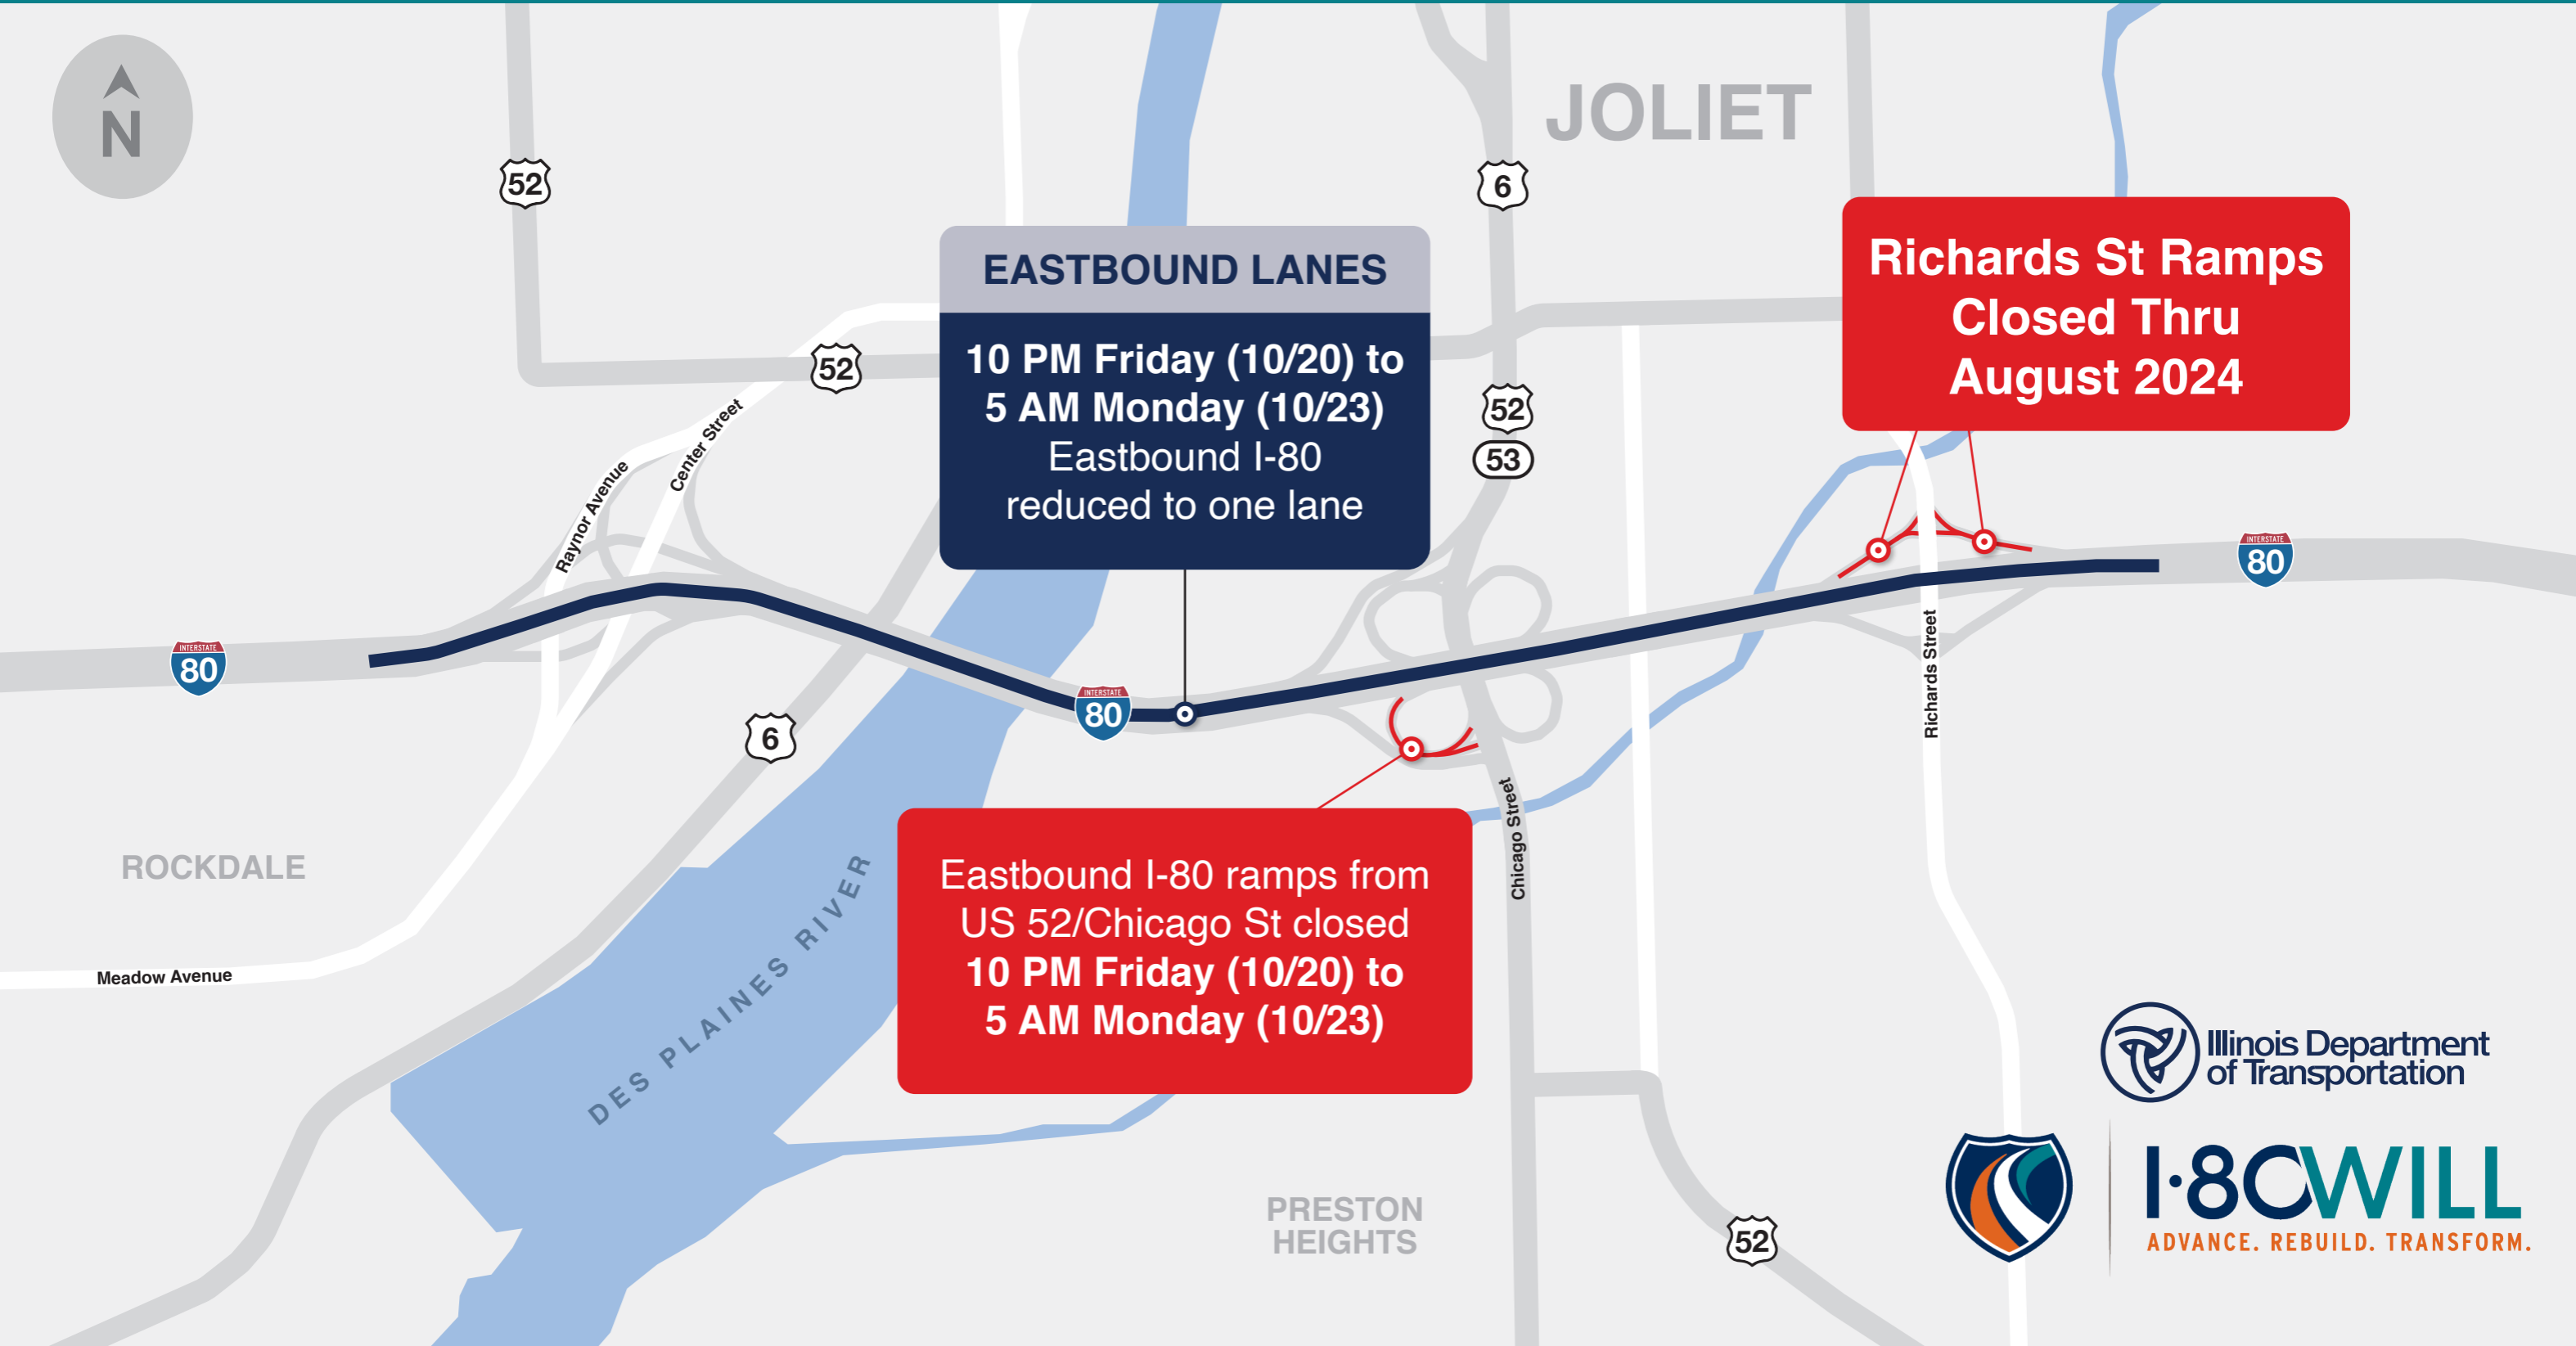 N
JOLIET
52
6
EASTBOUND LANES
10 PM Friday (10/20) to
5 AM Monday (10/23)
Eastbound I-80
reduced to one lane
Richards St Ramps
Closed Thru
August 2024
52
52
53
Center Street
Raynor Avenue
INTERSTATE
80
INTERSTATE
80
INTERSTATE
80
6
Richards Street
Chicago Street
Eastbound I-80 ramps from
US 52/Chicago St closed
10 PM Friday (10/20) to
5 AM Monday (10/23)
ROCKDALE
Meadow Avenue
DES PLAINES RIVER
PRESTON
HEIGHTS
52
Illinois Department
of Transportation
I·80WILL
ADVANCE. REBUILD. TRANSFORM.